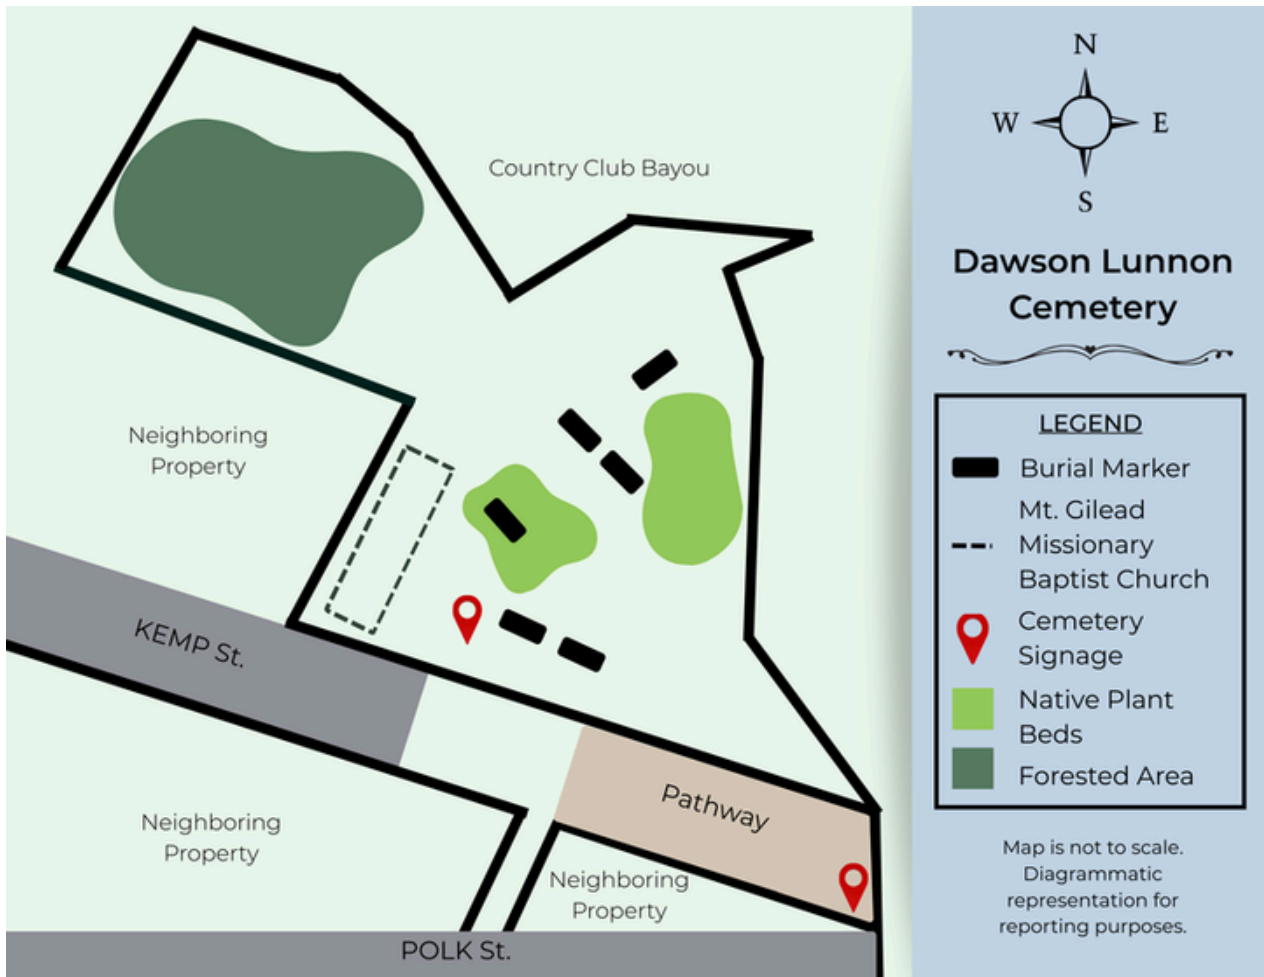 Country Club Bayou
Neighboring
Property
KEMP St.
Pathway
Neighboring
Property
Neighboring
Property
POLK St.
N
W
E
S
Dawson Lunnon
Cemetery
LEGEND
Burial Marker
Mt. Gilead
Missionary
Baptist Church
Cemetery
Signage
Native Plant
Beds
Forested Area
Map is not to scale.
Diagrammatic
representation for
reporting purposes.